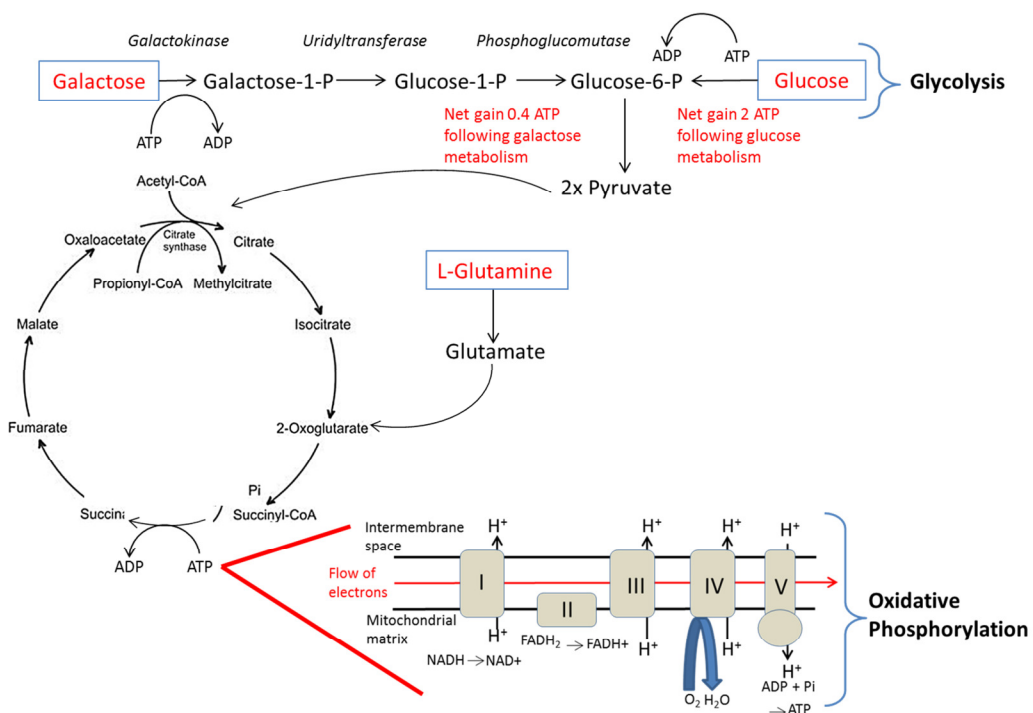 Galactokinase
Uridyltransferase
Phosphoglucomutase
ADP
ATP
Galactose
Galactose-1-P
Glucose-1-P
Glucose-6-P
Glucose
Glycolysis
Net gain 0.4 ATP
following galactose
metabolism
Net gain 2 ATP
following glucose
metabolism
ATP
ADP
2x Pyruvate
Acetyl-CoA
Oxaloacetate
Citrate
synthase
Citrate
Propionyl-CoA
Methylcitrate
L-Glutamine
Malate
Isocitrate
Glutamate
Fumarate
2-Oxoglutarate
Pi
Succina
Succinyl-CoA
ADP
ATP
Intermembrane
space
H⁺
H⁺
H⁺
H⁺
Flow of
electrons
I
II
III
IV
V
Mitochondrial
matrix
Oxidative
Phosphorylation
H⁺
FADH₂
FADH+
H⁺
H⁺
H⁺
NADH
NAD+
O₂ H₂O
ADP + Pi
ATP